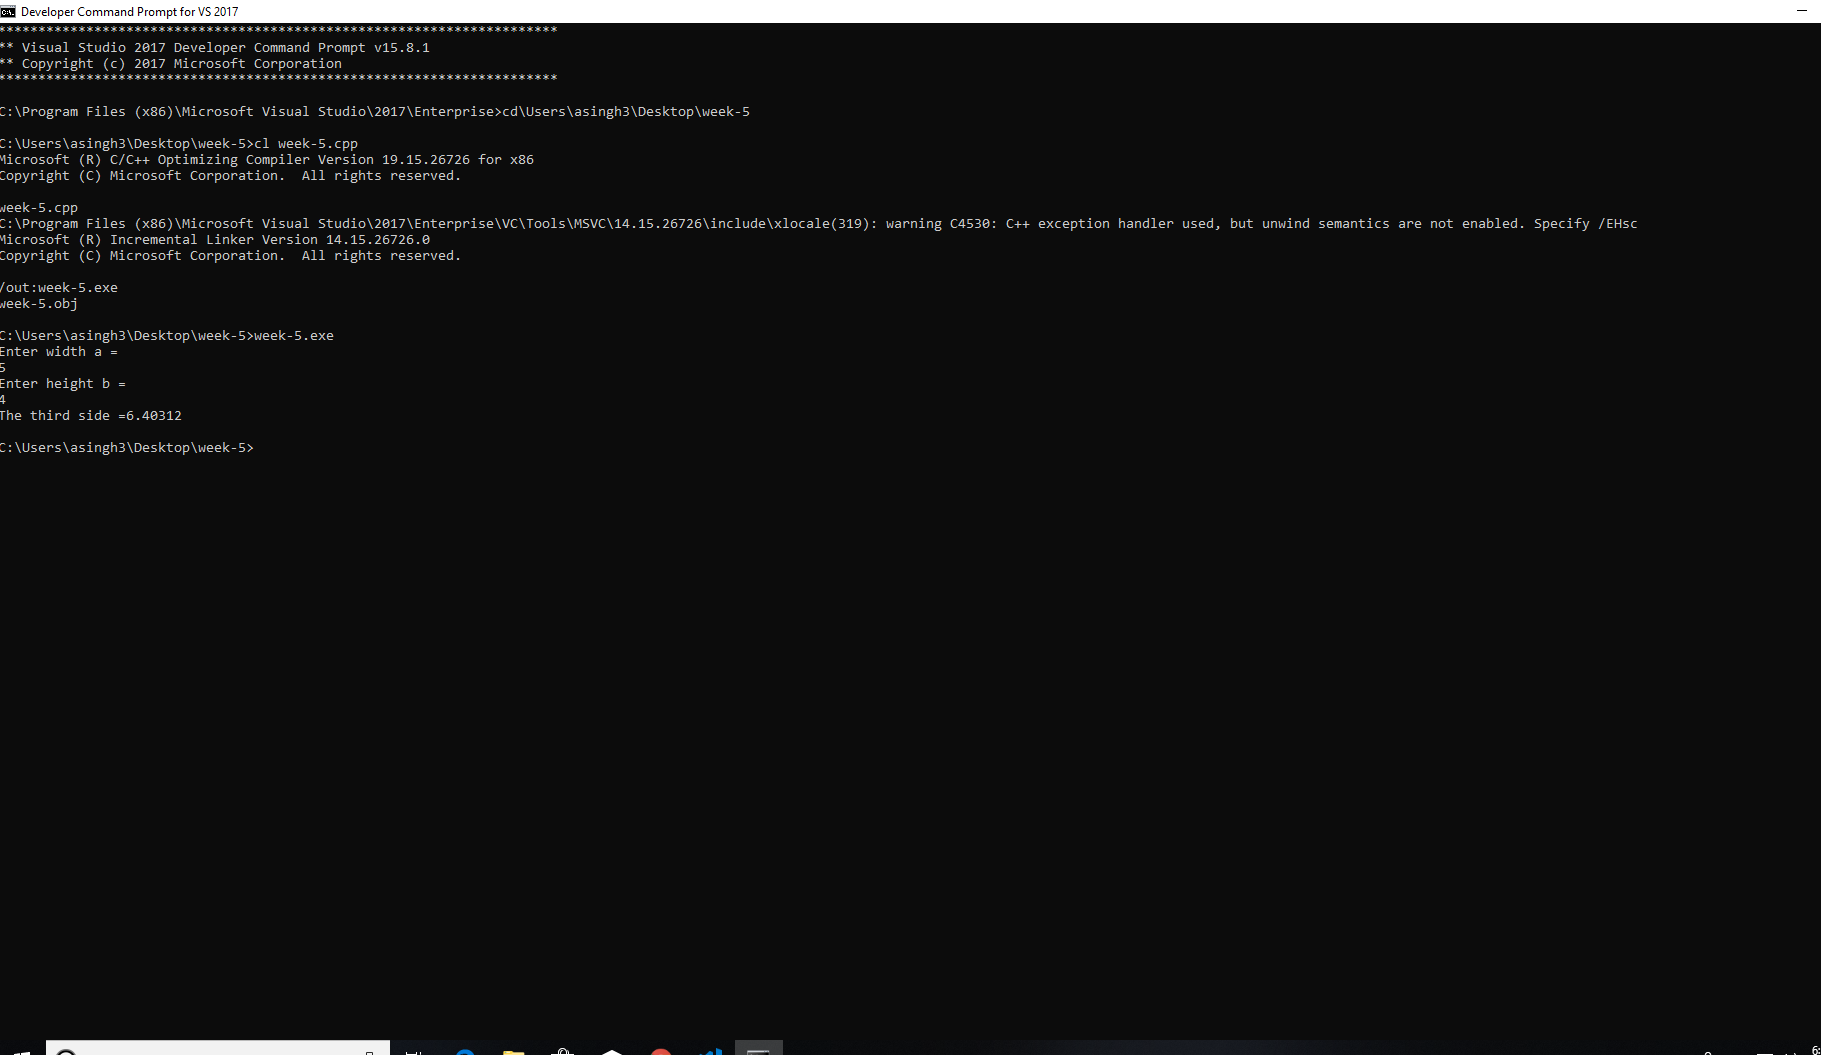 Developer Command Prompt for VS 2017
**********************************************************************
** Visual Studio 2017 Developer Command Prompt v15.8.1
** Copyright (c) 2017 Microsoft Corporation
**********************************************************************
C:\Program Files (x86)\Microsoft Visual Studio\2017\Enterprise>cd\Users\asingh3\Desktop\week-5
C:\Users\asingh3\Desktop\week-5>cl week-5.cpp
Microsoft (R) C/C++ Optimizing Compiler Version 19.15.26726 for x86
Copyright (C) Microsoft Corporation.  All rights reserved.
week-5.cpp
C:\Program Files (x86)\Microsoft Visual Studio\2017\Enterprise\VC\Tools\MSVC\14.15.26726\include\xlocale(319): warning C4530: C++ exception handler used, but unwind semantics are not enabled. Specify /EHsc
Microsoft (R) Incremental Linker Version 14.15.26726.0
Copyright (C) Microsoft Corporation.  All rights reserved.
/out:week-5.exe
week-5.obj
C:\Users\asingh3\Desktop\week-5>week-5.exe
Enter width a =
5
Enter height b =
4
The third side =6.40312
C:\Users\asingh3\Desktop\week-5>